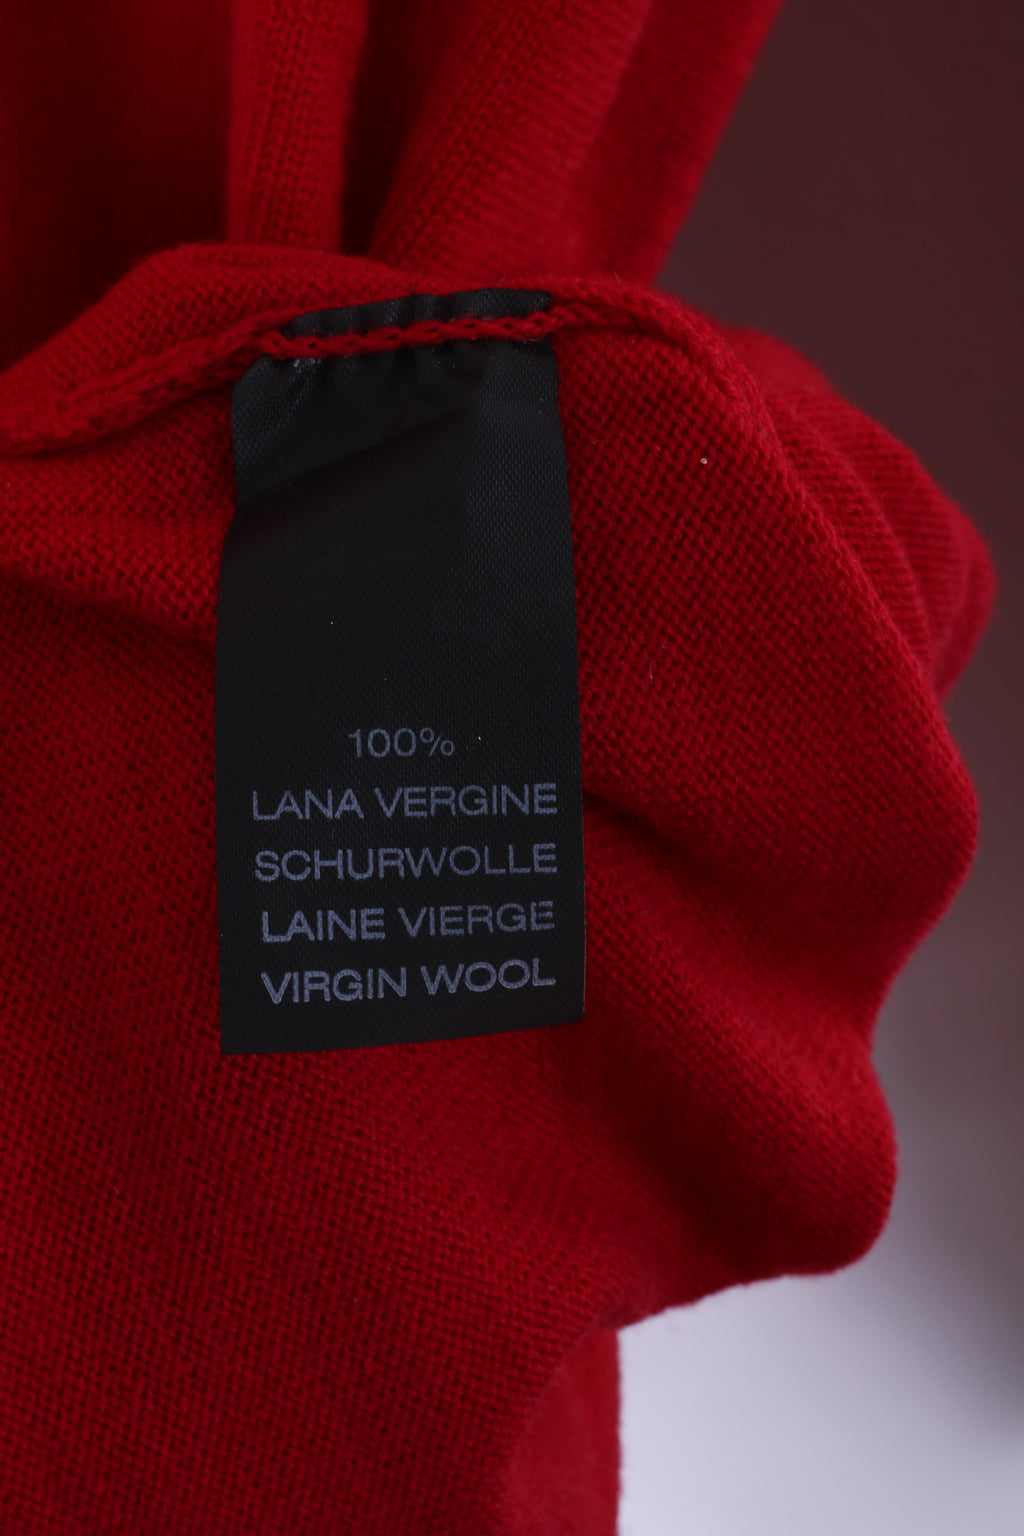 100%
LANA VERGINE
SCHURWOLLE
LAINE VIERGE
VIRGIN WOOL